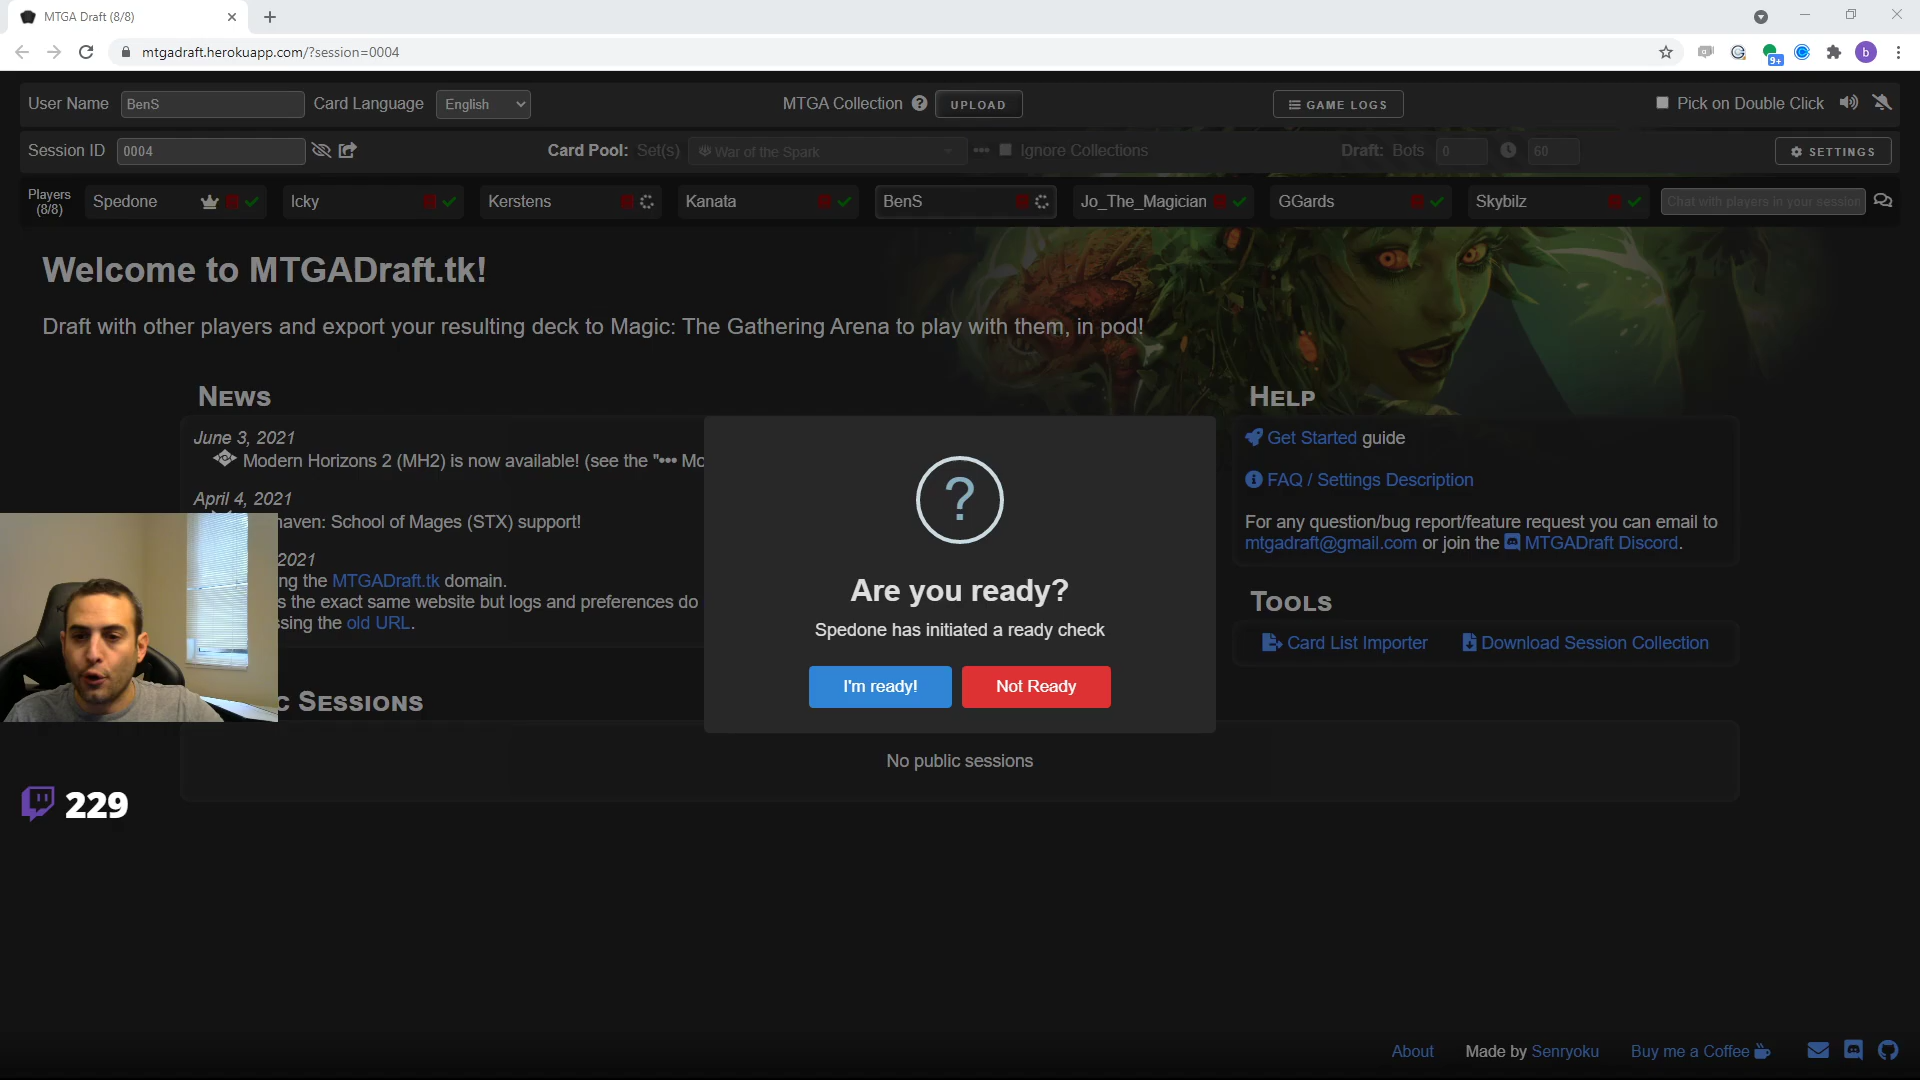 MTGA Draft (8/8)
mtgadraft.herokuapp.com/?session=0004
b
9+
User Name BenS Card Language English MTGA Collection UPLOAD GAME LOGS Pick on Double Click
Session ID 0004 Card Pool: Set(s) War of the Spark ••• Ignore Collections Draft: Bots 0 60 SETTINGS
Players
(8/8)
Spedone Icky Kerstens Kanata BenS Jo_The_Magician GGards Skybilz Chat with players in your session
Welcome to MTGADraft.tk!
Draft with other players and export your resulting deck to Magic: The Gathering Arena to play with them, in pod!
News
June 3, 2021
Modern Horizons 2 (MH2) is now available! (see the "••• Mo
April 4, 2021
haven: School of Mages (STX) support!
2021
ng the MTGADraft.tk domain.
s the exact same website but logs and preferences do
sing the old URL.
Help
Get Started guide
FAQ / Settings Description
For any question/bug report/feature request you can email to
mtgadraft@gmail.com or join the MTGADraft Discord.
Tools
Card List Importer Download Session Collection
?
Are you ready?
Spedone has initiated a ready check
I'm ready! Not Ready
c Sessions
No public sessions
229
About Made by Senryoku Buy me a Coffee